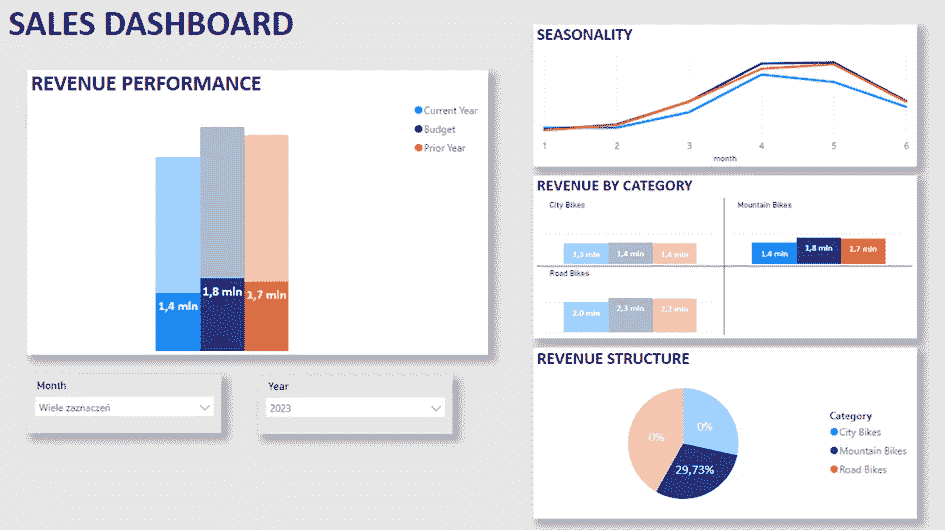 SALES DASHBOARD
REVENUE PERFORMANCE
Current Year
Budget
Prior Year
1,4 mln
1,8 mln
1,7 mln
Month
Wiele zaznaczeń
Year
2023
SEASONALITY
1 2 3 4 5 6
month
REVENUE BY CATEGORY
City Bikes
1,3 mln 1,4 mln 1,4 mln
Mountain Bikes
1,4 mln 1,8 mln 1,7 mln
Road Bikes
2,0 mln 2,3 mln 2,2 mln
REVENUE STRUCTURE
0%
0%
29,73%
Category
City Bikes
Mountain Bikes
Road Bikes